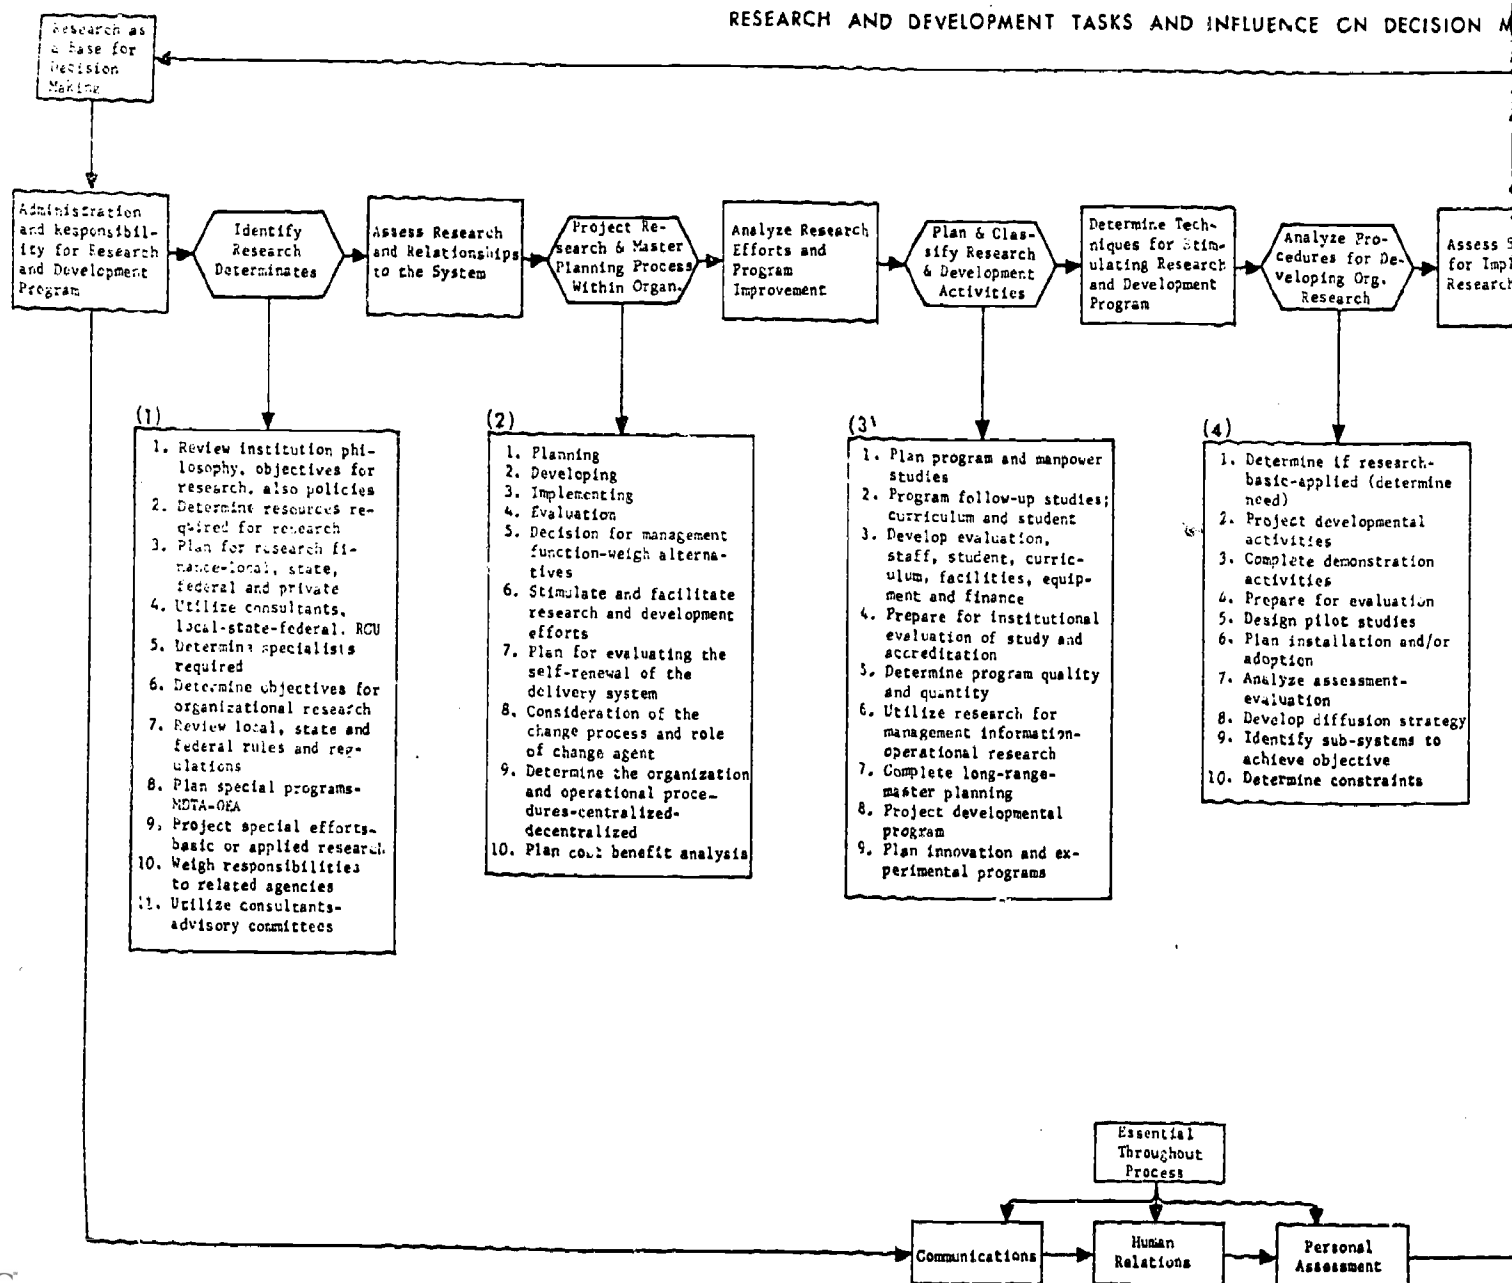 RESEARCH AND DEVELOPMENT TASKS AND INFLUENCE ON DECISION M
Research as
a Base for
Decision
Making
Administration
and Responsibil-
ity for Research
and Development
Program
Identify
Research
Determinates
Assess Research
and Relationships
to the System
Project Re-
search & Master
Planning Process
Within Organ.
Analyze Research
Efforts and
Program
Improvement
Plan & Clas-
sify Research
& Development
Activities
Determine Tech-
niques for Stim-
ulating Research
and Development
Program
Analyze Pro-
cedures for De-
veloping Org.
Research
Assess S
for Impl
Research
(1)
1. Review institution phi-
losophy, objectives for
research, also policies
2. Determine resources re-
quired for research
3. Plan for research fi-
nance-local, state,
federal and private
4. Utilize consultants,
local-state-federal, RCU
5. Determine specialists
required
6. Determine objectives for
organizational research
7. Review local, state and
federal rules and reg-
ulations
8. Plan special programs-
MDTA-OEA
9. Project special efforts-
basic or applied research
10. Weigh responsibilities
to related agencies
11. Utilize consultants-
advisory committees
(2)
1. Planning
2. Developing
3. Implementing
4. Evaluation
5. Decision for management
function-weigh alterna-
tives
6. Stimulate and facilitate
research and development
efforts
7. Plan for evaluating the
self-renewal of the
delivery system
8. Consideration of the
change process and role
of change agent
9. Determine the organization
and operational proce-
dures-centralized-
decentralized
10. Plan cost benefit analysis
(3)
1. Plan program and manpower
studies
2. Program follow-up studies;
curriculum and student
3. Develop evaluation,
staff, student, curric-
ulum, facilities, equip-
ment and finance
4. Prepare for institutional
evaluation of study and
accreditation
5. Determine program quality
and quantity
6. Utilize research for
management information-
operational research
7. Complete long-range-
master planning
8. Project developmental
program
9. Plan innovation and ex-
perimental programs
(4)
1. Determine if research-
basic-applied (determine
need)
2. Project developmental
activities
3. Complete demonstration
activities
4. Prepare for evaluation
5. Design pilot studies
6. Plan installation and/or
adoption
7. Analyze assessment-
evaluation
8. Develop diffusion strategy
9. Identify sub-systems to
achieve objective
10. Determine constraints
Essential
Throughout
Process
Communications
Human
Relations
Personal
Assessment